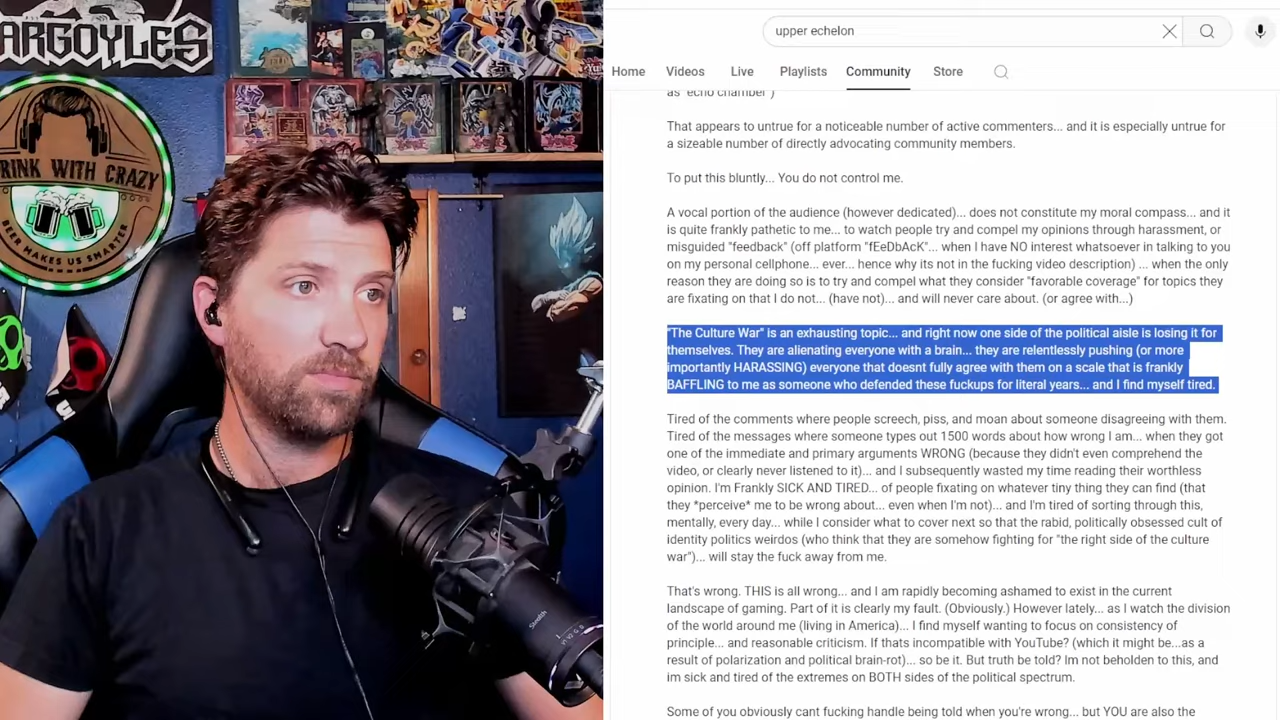 ARGOYLES
DRINK WITH CRAZY
BEER MAKES US SMARTER
upper echelon
Home Videos Live Playlists Community Store
as "echo chamber")
That appears to untrue for a noticeable number of active commenters... and it is especially untrue for
a sizeable number of directly advocating community members.
To put this bluntly... You do not control me.
A vocal portion of the audience (however dedicated)... does not constitute my moral compass... and it
is quite frankly pathetic to me... to watch people try and compel my opinions through harassment, or
misguided "feedback" (off platform "fEeDbAcK"... when I have NO interest whatsoever in talking to you
on my personal cellphone... ever... hence why its not in the fucking video description) ... when the only
reason they are doing so is to try and compel what they consider "favorable coverage" for topics they
are fixating on that I do not... (have not)... and will never care about. (or agree with...)
"The Culture War" is an exhausting topic... and right now one side of the political aisle is losing it for
themselves. They are alienating everyone with a brain... they are relentlessly pushing (or more
importantly HARASSING) everyone that doesnt fully agree with them on a scale that is frankly
BAFFLING to me as someone who defended these fuckups for literal years... and I find myself tired.
Tired of the comments where people screech, piss, and moan about someone disagreeing with them.
Tired of the messages where someone types out 1500 words about how wrong I am... when they got
one of the immediate and primary arguments WRONG (because they didn't even comprehend the
video, or clearly never listened to it)... and I subsequently wasted my time reading their worthless
opinion. I'm Frankly SICK AND TIRED... of people fixating on whatever tiny thing they can find (that
they *perceive* me to be wrong about... even when I'm not)... and I'm tired of sorting through this,
mentally, every day... while I consider what to cover next so that the rabid, politically obsessed cult of
identity politics weirdos (who think that they are somehow fighting for "the right side of the culture
war")... will stay the fuck away from me.
That's wrong. THIS is all wrong... and I am rapidly becoming ashamed to exist in the current
landscape of gaming. Part of it is clearly my fault. (Obviously.) However lately... as I watch the division
of the world around me (living in America)... I find myself wanting to focus on consistency of
principle... and reasonable criticism. If thats incompatible with YouTube? (which it might be...as a
result of polarization and political brain-rot)... so be it. But truth be told? Im not beholden to this, and
im sick and tired of the extremes on BOTH sides of the political spectrum.
Some of you obviously cant fucking handle being told when you're wrong... but YOU are also the